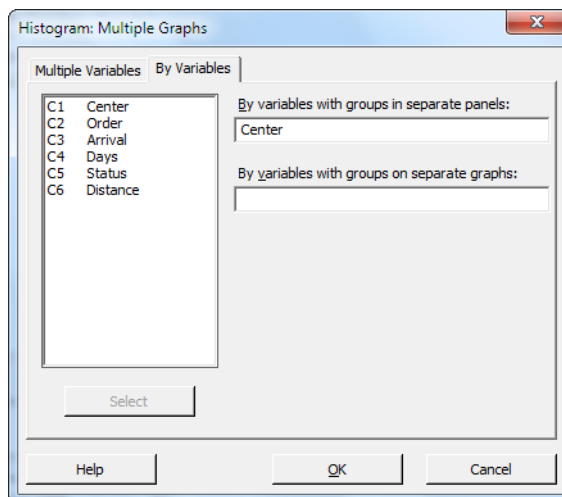 Histogram: Multiple Graphs
Multiple Variables By Variables
C1 Center
C2 Order
C3 Arrival
C4 Days
C5 Status
C6 Distance
By variables with groups in separate panels:
Center
By variables with groups on separate graphs:
Select
Help OK Cancel